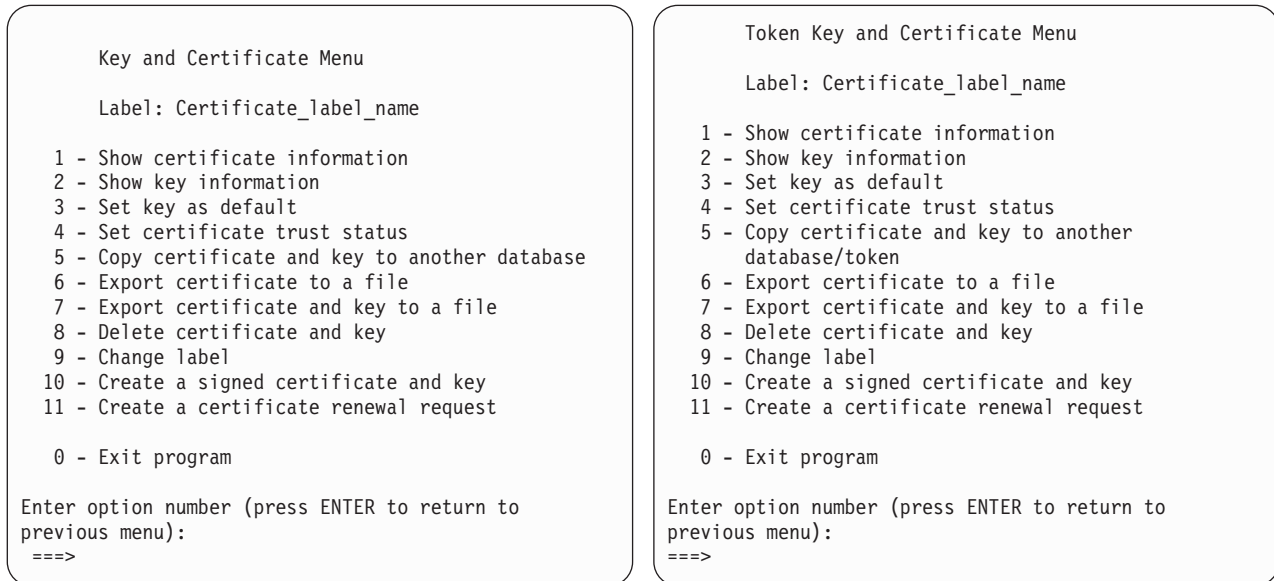 Key and Certificate Menu
Label: Certificate_label_name
1 - Show certificate information
2 - Show key information
3 - Set key as default
4 - Set certificate trust status
5 - Copy certificate and key to another database
6 - Export certificate to a file
7 - Export certificate and key to a file
8 - Delete certificate and key
9 - Change label
10 - Create a signed certificate and key
11 - Create a certificate renewal request
0 - Exit program
Enter option number (press ENTER to return to
previous menu):
===>
Token Key and Certificate Menu
Label: Certificate_label_name
1 - Show certificate information
2 - Show key information
3 - Set key as default
4 - Set certificate trust status
5 - Copy certificate and key to another
database/token
6 - Export certificate to a file
7 - Export certificate and key to a file
8 - Delete certificate and key
9 - Change label
10 - Create a signed certificate and key
11 - Create a certificate renewal request
0 - Exit program
Enter option number (press ENTER to return to
previous menu):
===>